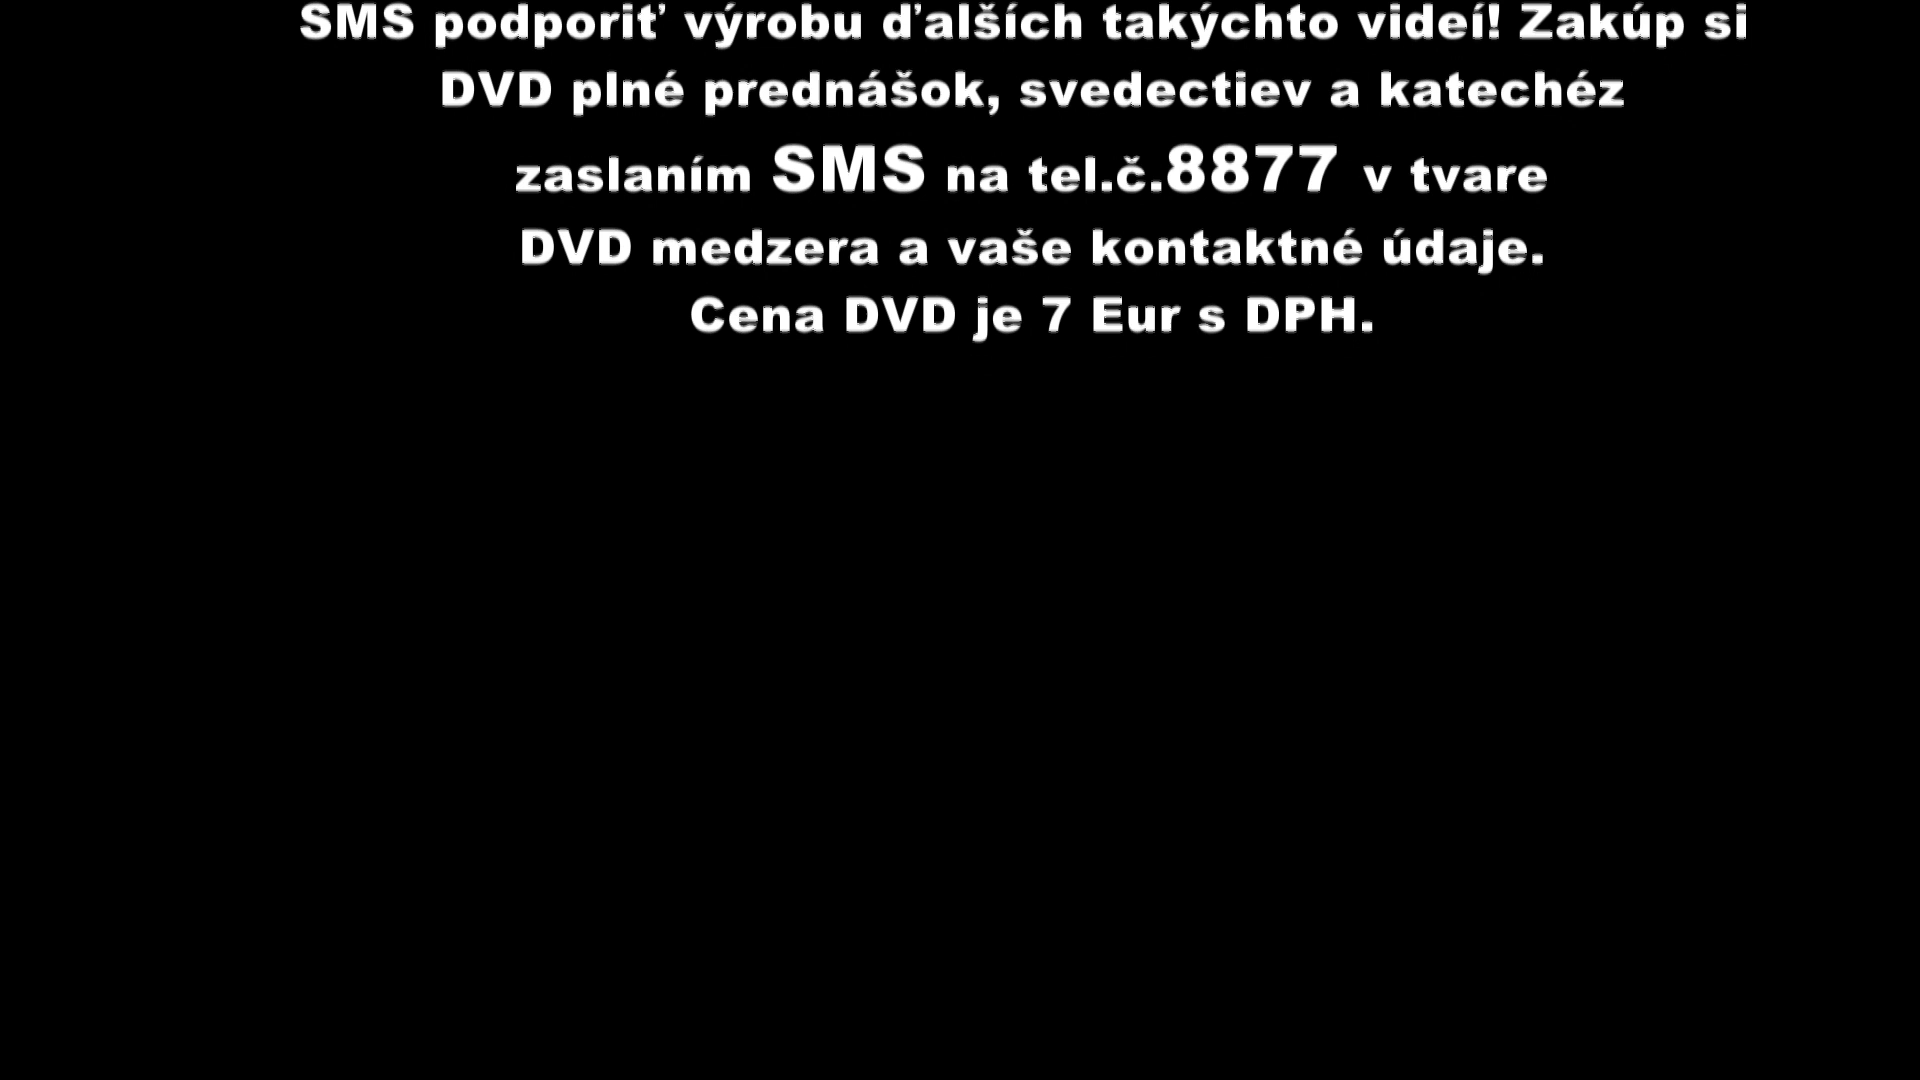 SMS podporiť výrobu ďalších takýchto videí! Zakúp si
DVD plné prednášok, svedectiev a katechéz
zaslaním SMS na tel.č.8877 v tvare
DVD medzera a vaše kontaktné údaje.
Cena DVD je 7 Eur s DPH.